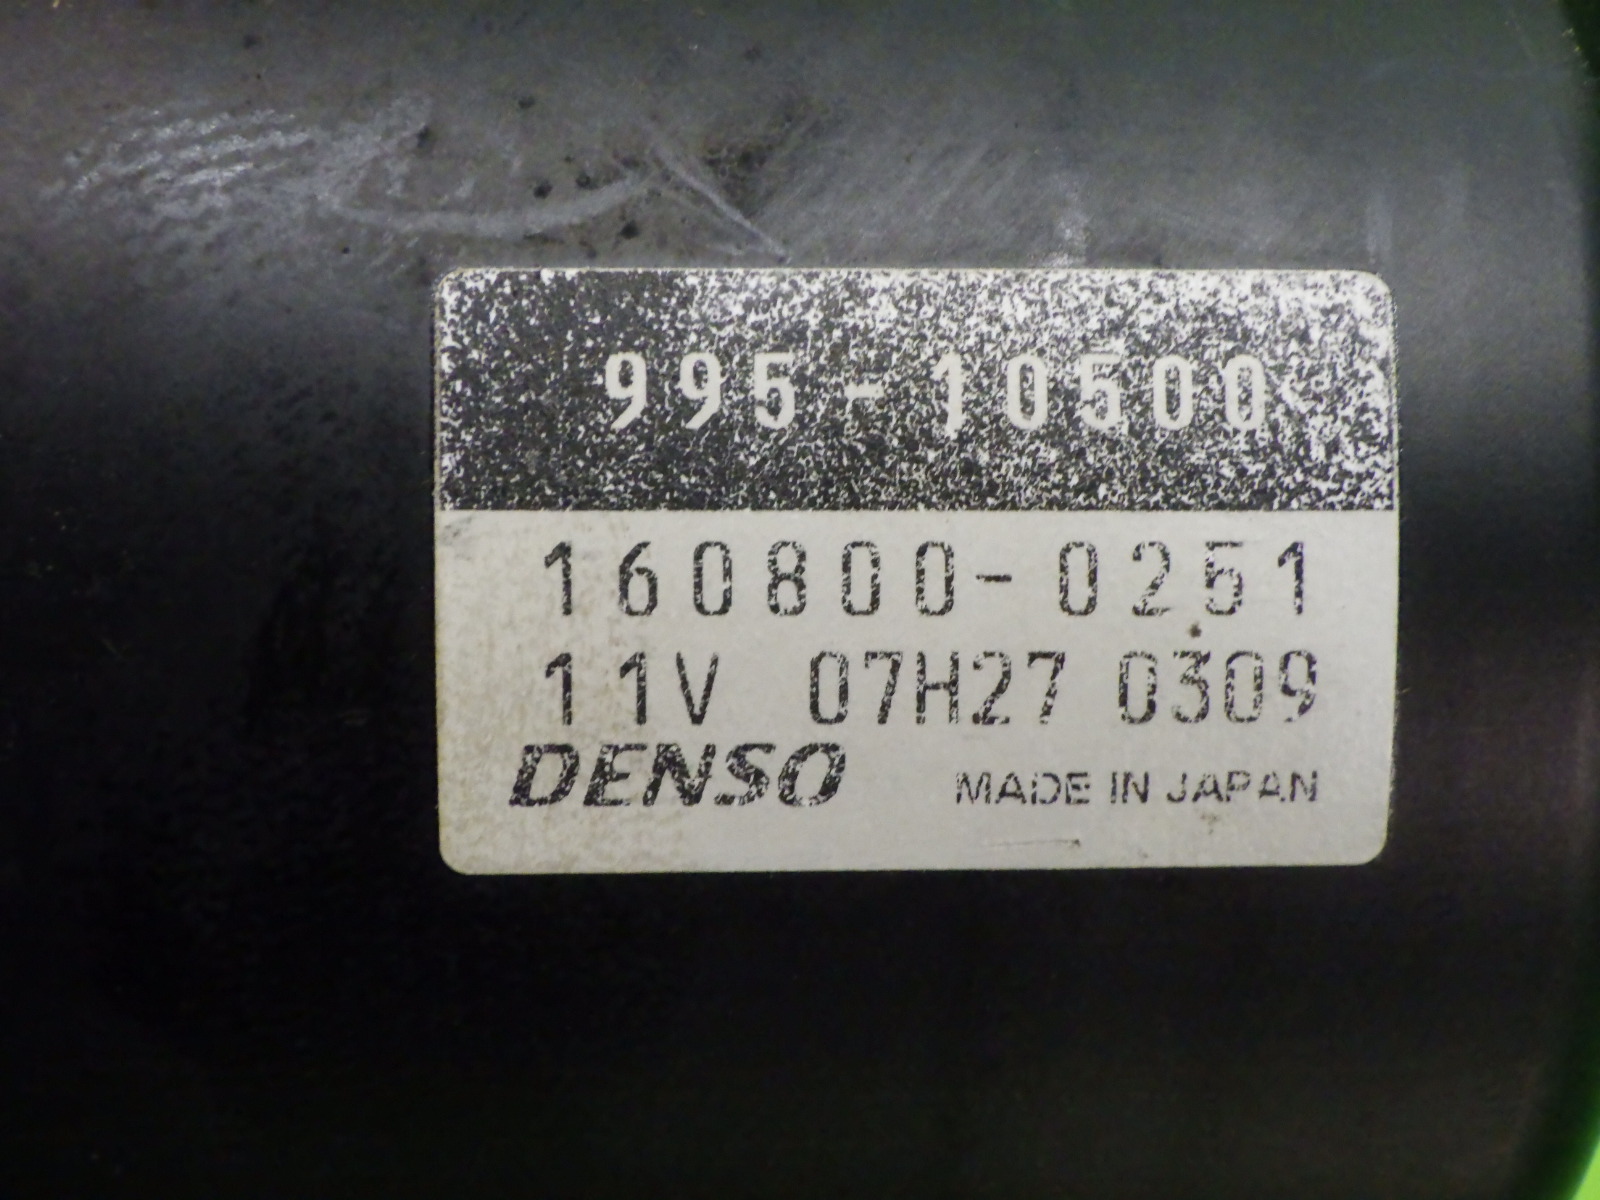 995-10500
160800-0251
11V 07H27 0309
DENSO MADE IN JAPAN